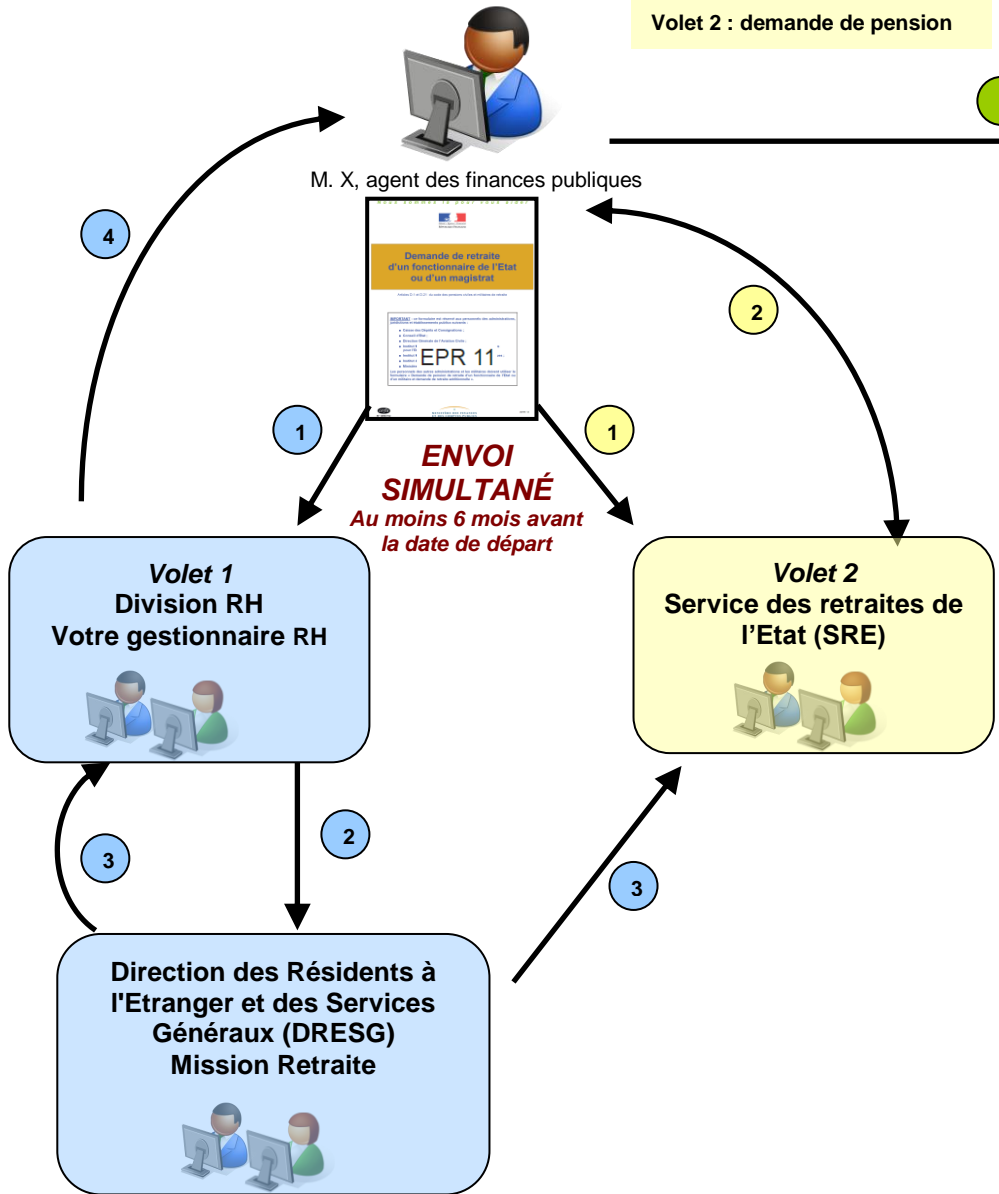 Volet 2 : demande de pension
M. X, agent des finances publiques
Demande de retraite
d'un fonctionnaire de l'Etat
ou d'un magistrat
EPR 11
4
2
1
1
ENVOI
SIMULTANÉ
Au moins 6 mois avant
la date de départ
Volet 1
Division RH
Votre gestionnaire RH
Volet 2
Service des retraites de
l'Etat (SRE)
3
2
3
Direction des Résidents à
l'Etranger et des Services
Généraux (DRESG)
Mission Retraite